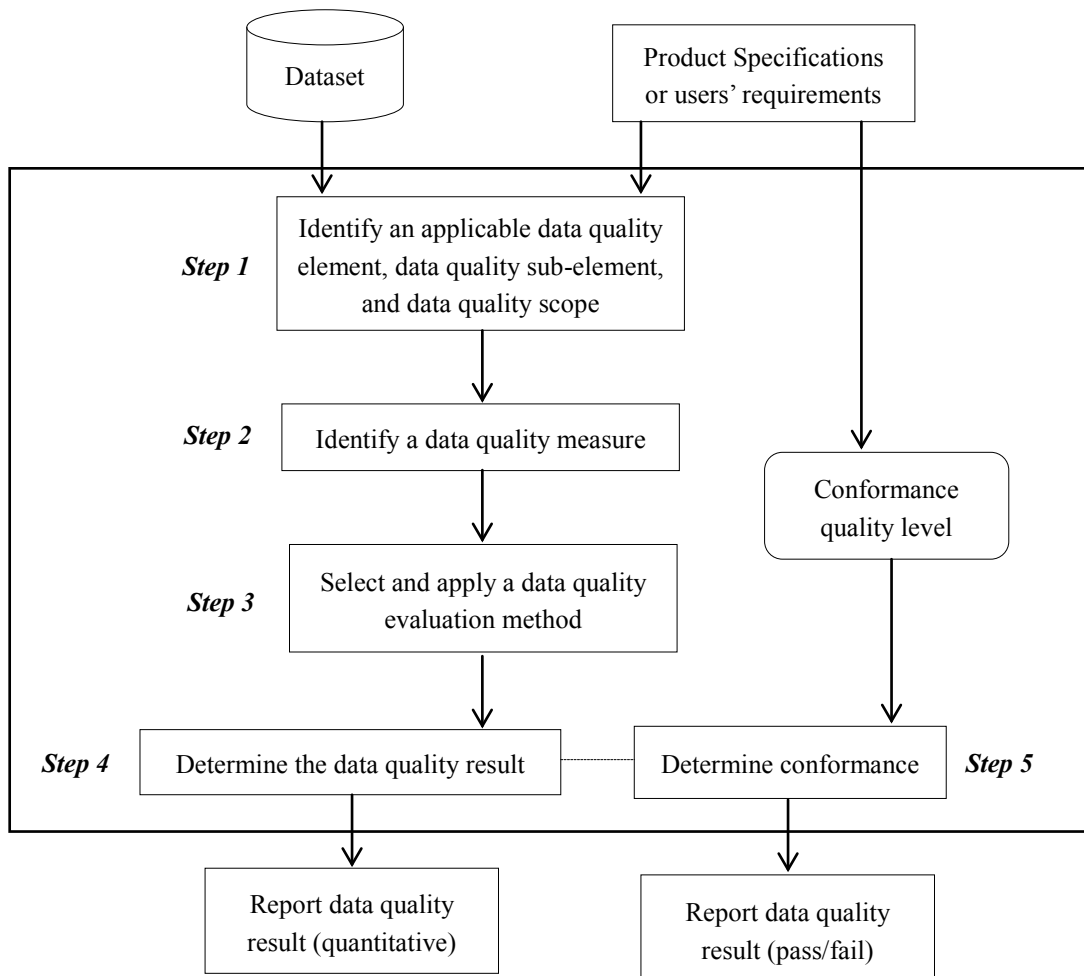 Dataset
Product Specifications
or users’ requirements
Step 1
Identify an applicable data quality
element, data quality sub-element,
and data quality scope
Step 2
Identify a data quality measure
Conformance
quality level
Step 3
Select and apply a data quality
evaluation method
Step 4
Determine the data quality result
Determine conformance
Step 5
Report data quality
result (quantitative)
Report data quality
result (pass/fail)